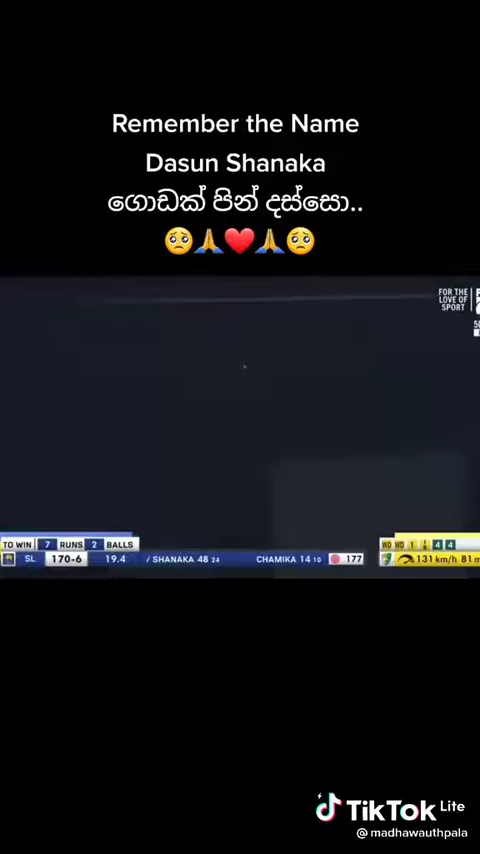 Remember the Name
Dasun Shanaka
ගොඩක් පින් දස්සො..
🥺🙏❤️🙏🥺
FOR THE
LOVE OF
SPORT
TO WIN 7 RUNS 2 BALLS
SL 170-6 19.4 / SHANAKA 48 24 CHAMIKA 14 10 177
WD WD 1 4 4
131 km/h 81 m
TikTok Lite
@madhawauthpala